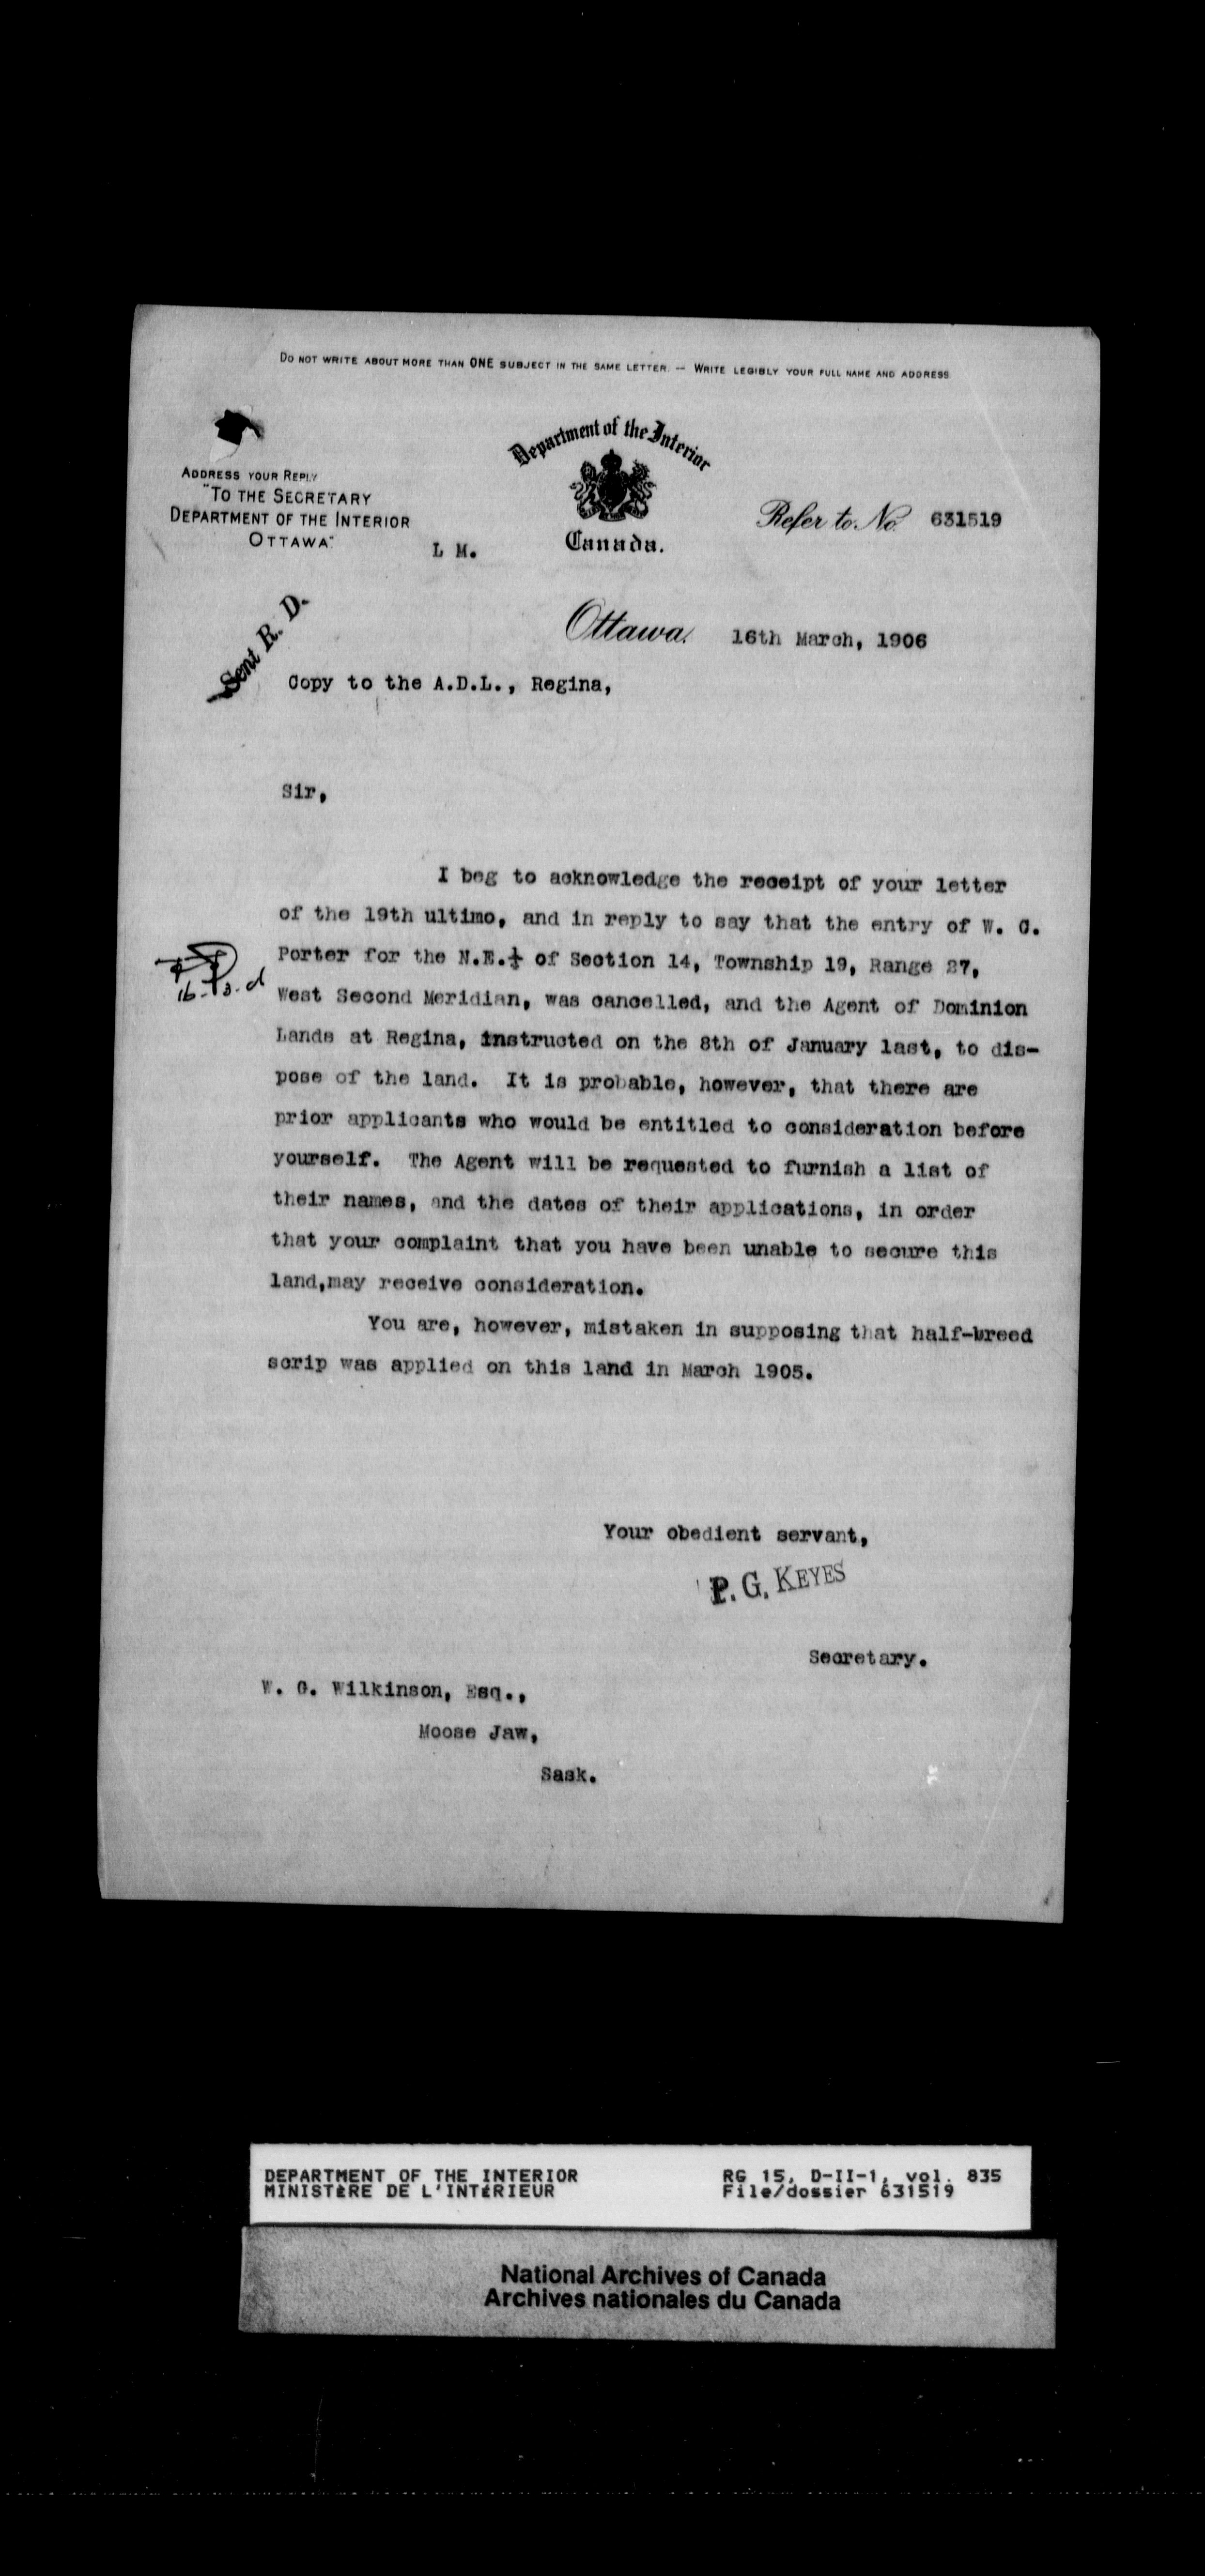 DO NOT WRITE ABOUT MORE THAN ONE SUBJECT IN THE SAME LETTER. — WRITE LEGIBLY YOUR FULL NAME AND ADDRESS
Department of the Interior
Canada.
ADDRESS YOUR REPLY
"TO THE SECRETARY
DEPARTMENT OF THE INTERIOR
OTTAWA"
L M.
Refer to No. 631519
Ottawa, 16th March, 1906
Sent R. D.
Copy to the A.D.L., Regina,
Sir,
I beg to acknowledge the receipt of your letter
of the 19th ultimo, and in reply to say that the entry of W. C.
Porter for the N.E.¼ of Section 14, Township 19, Range 27,
West Second Meridian, was cancelled, and the Agent of Dominion
Lands at Regina, instructed on the 8th of January last, to dis-
pose of the land. It is probable, however, that there are
prior applicants who would be entitled to consideration before
yourself. The Agent will be requested to furnish a list of
their names, and the dates of their applications, in order
that your complaint that you have been unable to secure this
land,may receive consideration.
You are, however, mistaken in supposing that half-breed
scrip was applied on this land in March 1905.
Your obedient servant,
P. G. KEYES
Secretary.
W. G. Wilkinson, Esq.,
Moose Jaw,
Sask.
DEPARTMENT OF THE INTERIOR
MINISTÈRE DE L'INTÉRIEUR
RG 15, D-II-1, vol. 835
File/dossier 631519
National Archives of Canada
Archives nationales du Canada